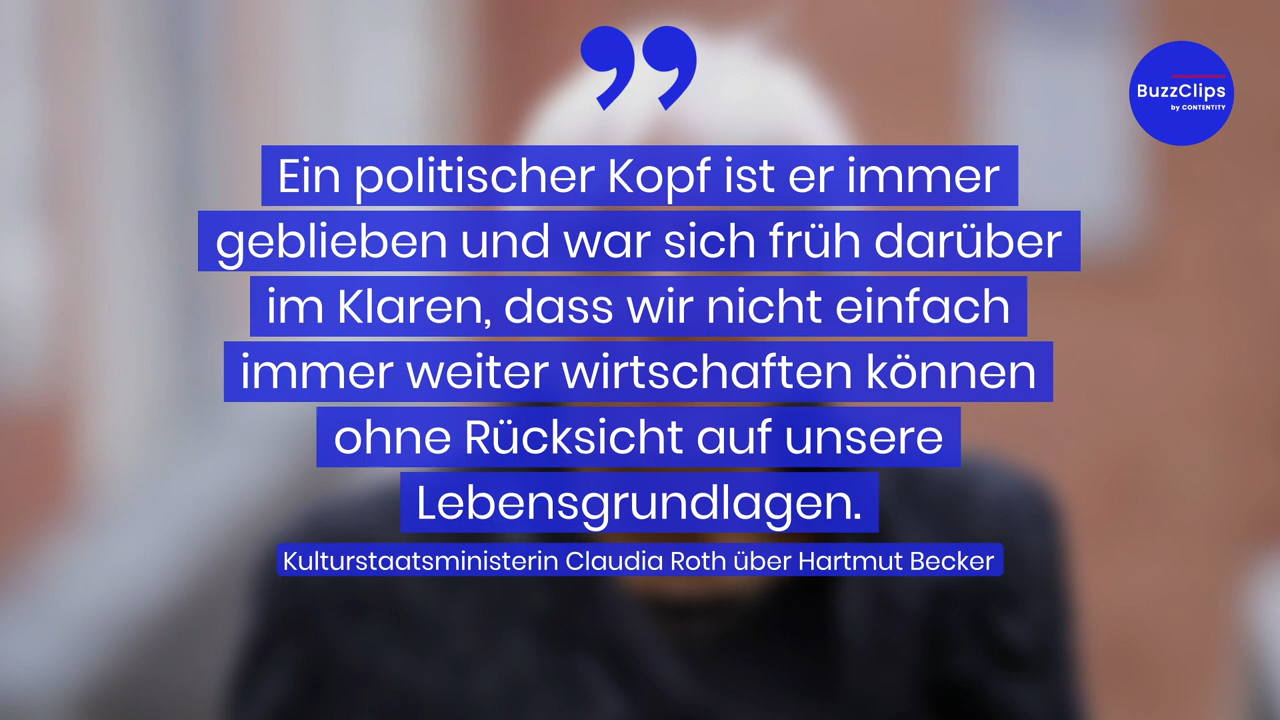 ”
BuzzClips
by CONTENTITY
Ein politischer Kopf ist er immer
geblieben und war sich früh darüber
im Klaren, dass wir nicht einfach
immer weiter wirtschaften können
ohne Rücksicht auf unsere
Lebensgrundlagen.
Kulturstaatsministerin Claudia Roth über Hartmut Becker